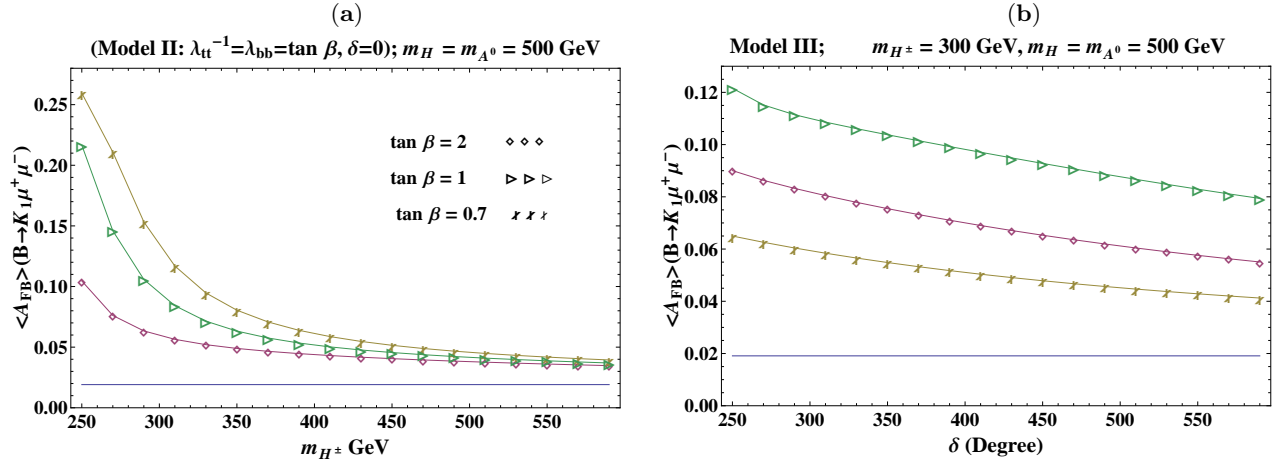 (a)
(Model II: λtt⁻¹=λbb=tan β, δ=0); mH = mA⁰ = 500 GeV
<AFB>(B→K1μ⁺μ⁻)
0.25
0.20
0.15
0.10
0.05
0.00
tan β = 2
tan β = 1
tan β = 0.7
250 300 350 400 450 500 550
mH± GeV
(b)
Model III; mH± = 300 GeV, mH = mA⁰ = 500 GeV
<AFB>(B→K1μ⁺μ⁻)
0.12
0.10
0.08
0.06
0.04
0.02
0.00
250 300 350 400 450 500 550
δ (Degree)